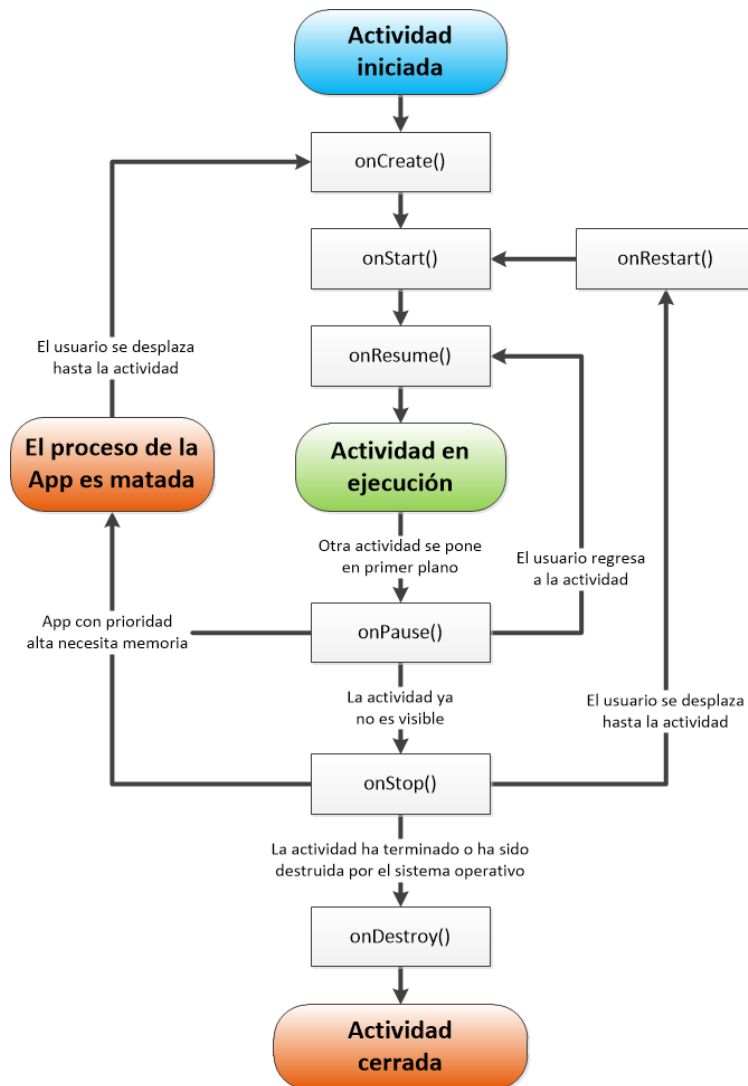 Actividad
iniciada
onCreate()
onStart()
onRestart()
onResume()
El usuario se desplaza
hasta la actividad
El proceso de la
App es matada
Actividad en
ejecución
Otra actividad se pone
en primer plano
El usuario regresa
a la actividad
App con prioridad
alta necesita memoria
onPause()
La actividad ya
no es visible
El usuario se desplaza
hasta la actividad
onStop()
La actividad ha terminado o ha sido
destruida por el sistema operativo
onDestroy()
Actividad
cerrada